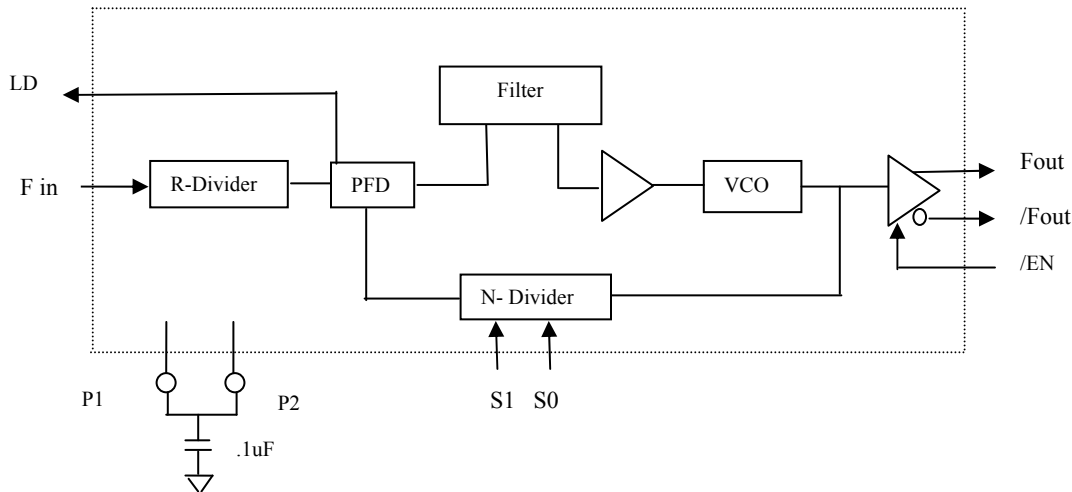 LD
Filter
F in
R-Divider
PFD
VCO
Fout
/Fout
/EN
N- Divider
S1 S0
P1
P2
.1uF